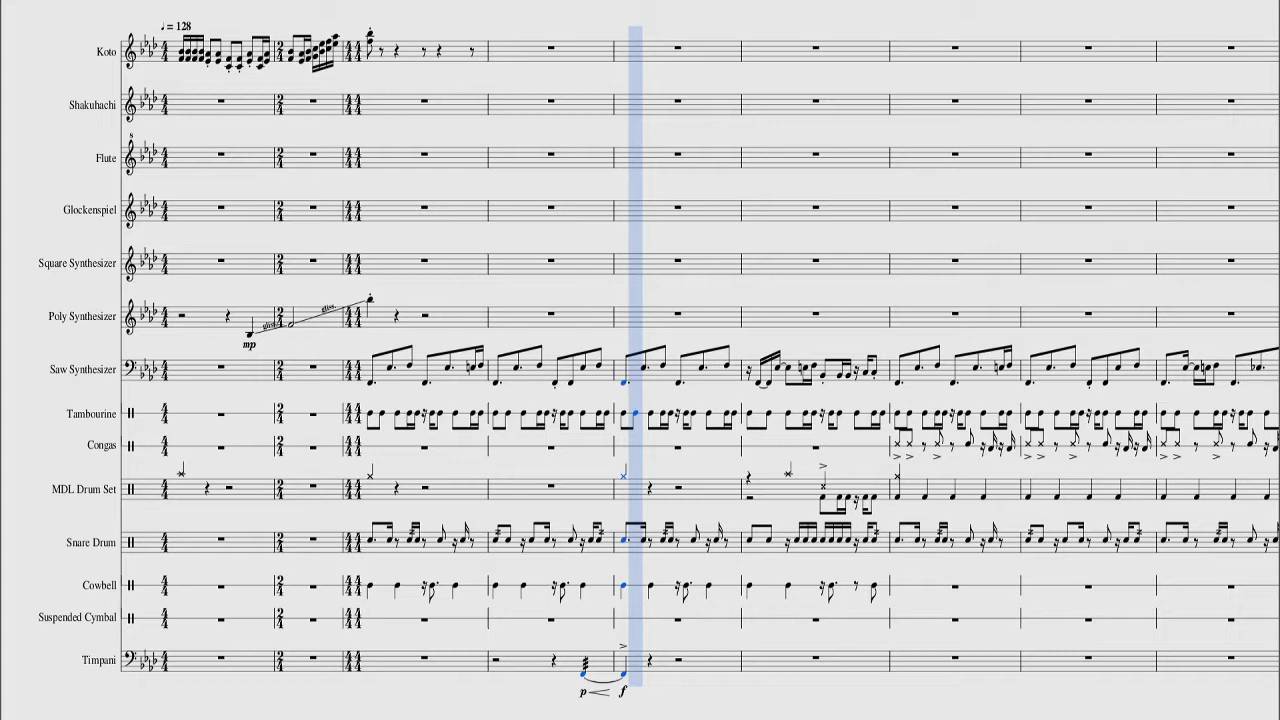 ♩ = 128
Koto
Shakuhachi
Flute
8
Glockenspiel
Square Synthesizer
Poly Synthesizer
gliss.
gliss.
mp
Saw Synthesizer
Tambourine
Congas
MDL Drum Set
Snare Drum
Cowbell
Suspended Cymbal
Timpani
p f